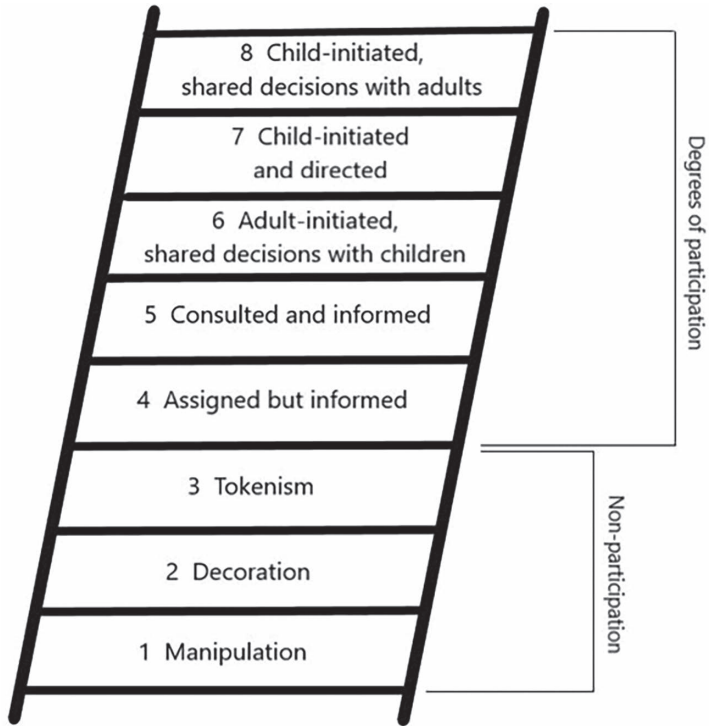 8 Child-initiated,
shared decisions with adults
7 Child-initiated
and directed
6 Adult-initiated,
shared decisions with children
5 Consulted and informed
4 Assigned but informed
3 Tokenism
2 Decoration
1 Manipulation
Degrees of participation
Non-participation